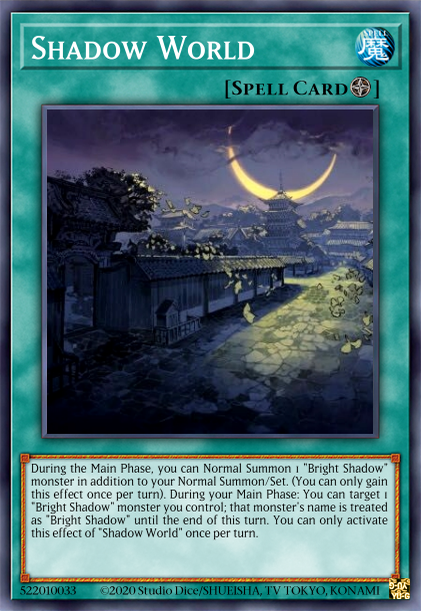 Shadow World
SPELL
魔
[Spell Card]
During the Main Phase, you can Normal Summon 1 "Bright Shadow"
monster in addition to your Normal Summon/Set. (You can only gain
this effect once per turn). During your Main Phase: You can target 1
"Bright Shadow" monster you control; that monster's name is treated
as "Bright Shadow" until the end of this turn. You can only activate
this effect of "Shadow World" once per turn.
522010033 ©2020 Studio Dice/SHUEISHA, TV TOKYO, KONAMI